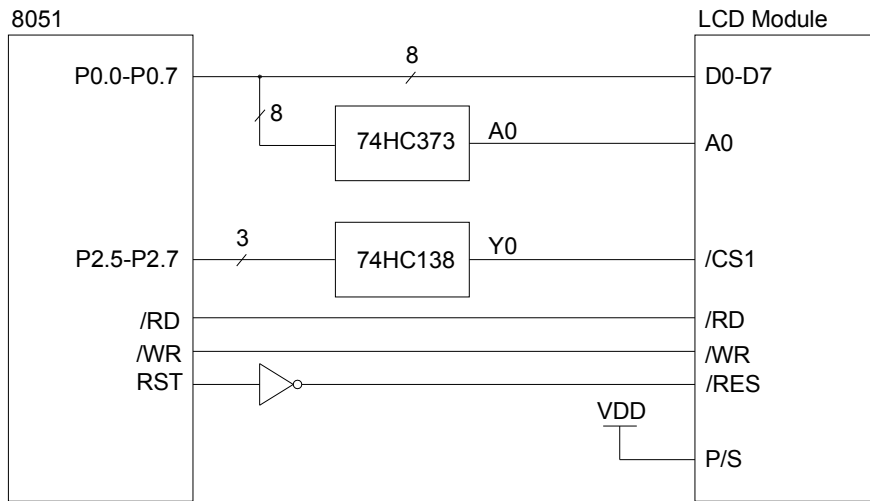 8051
LCD Module
P0.0-P0.7
8
D0-D7
8
74HC373
A0
A0
P2.5-P2.7
3
74HC138
Y0
/CS1
/RD
/RD
/WR
/WR
RST
/RES
VDD
P/S